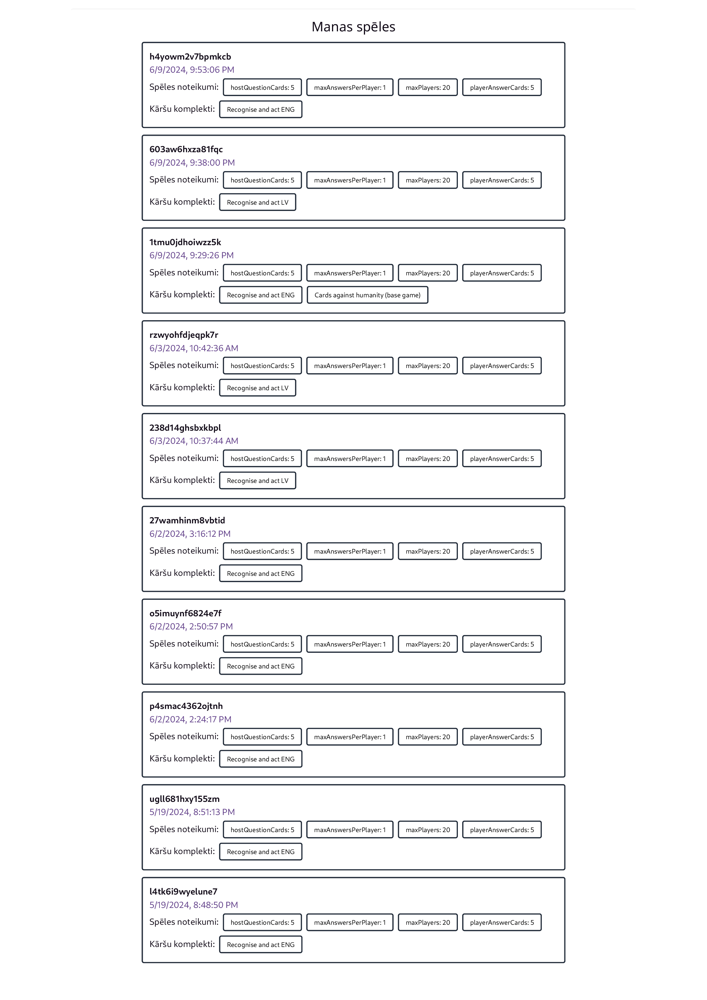 Manas spēles
h4yowm2v7bpmkcb
6/9/2024, 9:53:06 PM
Spēles noteikumi: hostQuestionCards: 5 maxAnswersPerPlayer: 1 maxPlayers: 20 playerAnswerCards: 5
Kāršu komplekti: Recognise and act ENG
603aw6hxza81fqc
6/9/2024, 9:38:00 PM
Spēles noteikumi: hostQuestionCards: 5 maxAnswersPerPlayer: 1 maxPlayers: 20 playerAnswerCards: 5
Kāršu komplekti: Recognise and act LV
1tmu0jdhoiwzz5k
6/9/2024, 9:29:26 PM
Spēles noteikumi: hostQuestionCards: 5 maxAnswersPerPlayer: 1 maxPlayers: 20 playerAnswerCards: 5
Kāršu komplekti: Recognise and act ENG Cards against humanity (base game)
rzwyohfdjeqpk7r
6/3/2024, 10:42:36 AM
Spēles noteikumi: hostQuestionCards: 5 maxAnswersPerPlayer: 1 maxPlayers: 20 playerAnswerCards: 5
Kāršu komplekti: Recognise and act LV
238d14ghsbxkbpl
6/3/2024, 10:37:44 AM
Spēles noteikumi: hostQuestionCards: 5 maxAnswersPerPlayer: 1 maxPlayers: 20 playerAnswerCards: 5
Kāršu komplekti: Recognise and act LV
27wamhinm8vbtid
6/2/2024, 3:16:12 PM
Spēles noteikumi: hostQuestionCards: 5 maxAnswersPerPlayer: 1 maxPlayers: 20 playerAnswerCards: 5
Kāršu komplekti: Recognise and act ENG
o5imuynf6824e7f
6/2/2024, 2:50:57 PM
Spēles noteikumi: hostQuestionCards: 5 maxAnswersPerPlayer: 1 maxPlayers: 20 playerAnswerCards: 5
Kāršu komplekti: Recognise and act ENG
p4smac4362ojtnh
6/2/2024, 2:24:17 PM
Spēles noteikumi: hostQuestionCards: 5 maxAnswersPerPlayer: 1 maxPlayers: 20 playerAnswerCards: 5
Kāršu komplekti: Recognise and act ENG
ugll681hxy155zm
5/19/2024, 8:51:13 PM
Spēles noteikumi: hostQuestionCards: 5 maxAnswersPerPlayer: 1 maxPlayers: 20 playerAnswerCards: 5
Kāršu komplekti: Recognise and act ENG
l4tk6i9wyelune7
5/19/2024, 8:48:50 PM
Spēles noteikumi: hostQuestionCards: 5 maxAnswersPerPlayer: 1 maxPlayers: 20 playerAnswerCards: 5
Kāršu komplekti: Recognise and act ENG